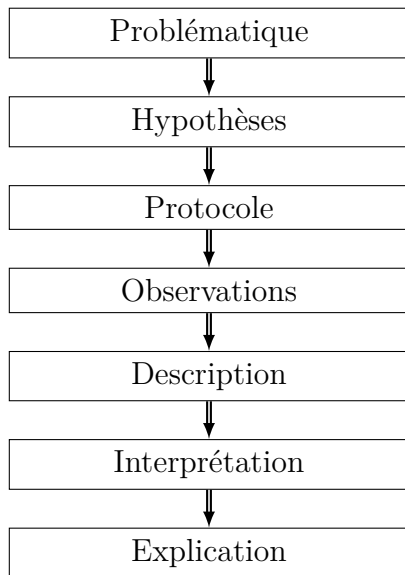 Problématique
Hypothèses
Protocole
Observations
Description
Interprétation
Explication